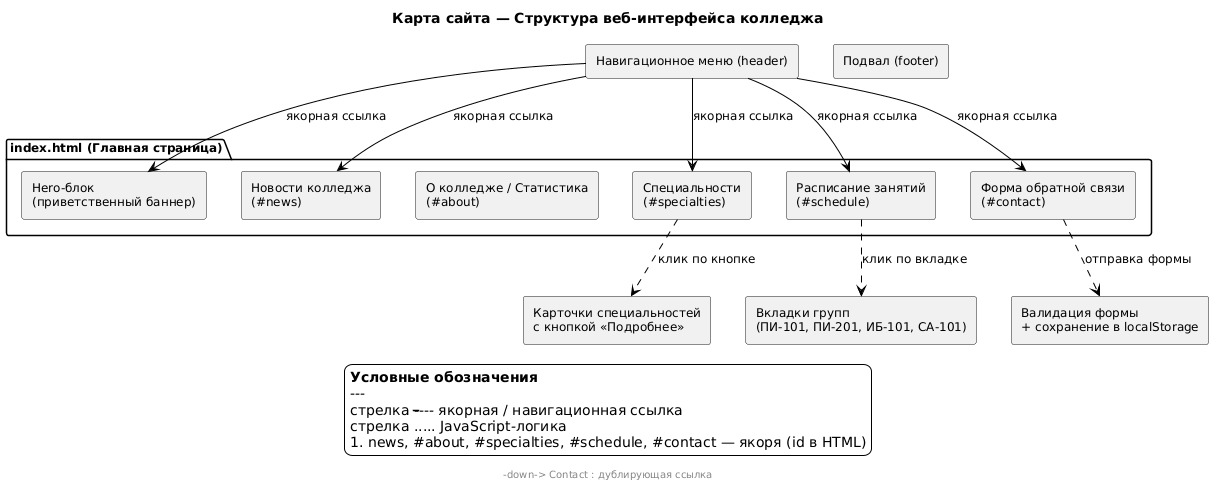 Карта сайта — Структура веб-интерфейса колледжа
Навигационное меню (header)
Подвал (footer)
якорная ссылка
якорная ссылка
якорная ссылка
якорная ссылка
якорная ссылка
index.html (Главная страница)
Hero-блок
(приветственный баннер)
Новости колледжа
(#news)
О колледже / Статистика
(#about)
Специальности
(#specialties)
Расписание занятий
(#schedule)
Форма обратной связи
(#contact)
клик по кнопке
клик по вкладке
отправка формы
Карточки специальностей
с кнопкой «Подробнее»
Вкладки групп
(ПИ-101, ПИ-201, ИБ-101, СА-101)
Валидация формы
+ сохранение в localStorage
Условные обозначения
---
стрелка ---- якорная / навигационная ссылка
стрелка ..... JavaScript-логика
1. news, #about, #specialties, #schedule, #contact — якоря (id в HTML)
-down-> Contact : дублирующая ссылка